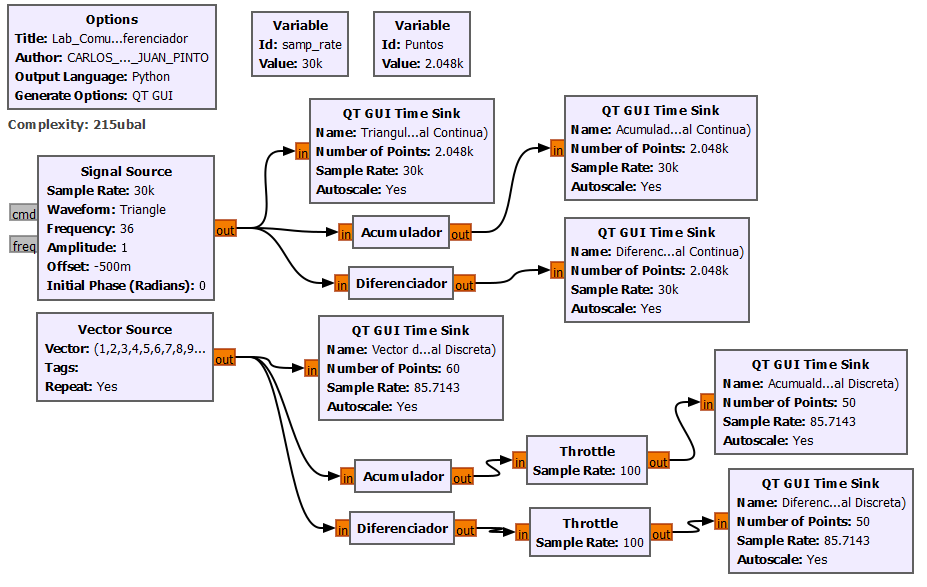 Options
Title: Lab_Comu...ferenciador
Author: CARLOS_..._JUAN_PINTO
Output Language: Python
Generate Options: QT GUI
Complexity: 215ubal
Variable
Id: samp_rate
Value: 30k
Variable
Id: Puntos
Value: 2.048k
Signal Source
Sample Rate: 30k
Waveform: Triangle
Frequency: 36
Amplitude: 1
Offset: -500m
Initial Phase (Radians): 0
cmd
freq
out
in
QT GUI Time Sink
Name: Triangul...al Continua)
Number of Points: 2.048k
Sample Rate: 30k
Autoscale: Yes
in
Acumulador
out
in
QT GUI Time Sink
Name: Acumulad...al Continua)
Number of Points: 2.048k
Sample Rate: 30k
Autoscale: Yes
in
Diferenciador
out
in
QT GUI Time Sink
Name: Diferenc...al Continua)
Number of Points: 2.048k
Sample Rate: 30k
Autoscale: Yes
Vector Source
Vector: (1,2,3,4,5,6,7,8,9...
Tags:
Repeat: Yes
out
in
QT GUI Time Sink
Name: Vector d...al Discreta)
Number of Points: 60
Sample Rate: 85.7143
Autoscale: Yes
in
Acumulador
out
in
Throttle
Sample Rate: 100
out
in
QT GUI Time Sink
Name: Acumuald...al Discreta)
Number of Points: 50
Sample Rate: 85.7143
Autoscale: Yes
in
Diferenciador
out
in
Throttle
Sample Rate: 100
out
in
QT GUI Time Sink
Name: Diferenc...al Discreta)
Number of Points: 50
Sample Rate: 85.7143
Autoscale: Yes